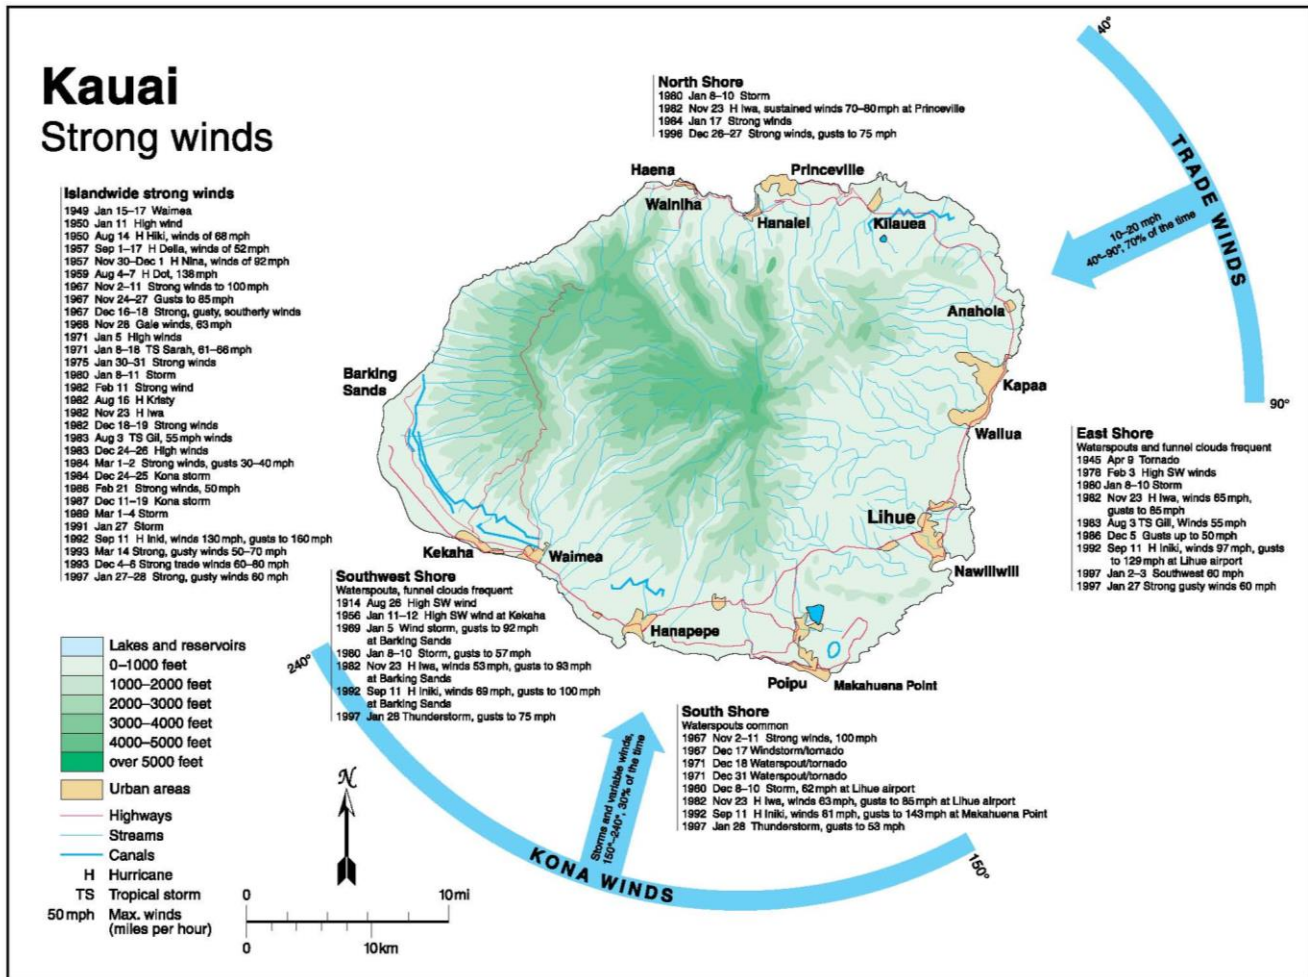 Kauai
Strong winds
Islandwide strong winds
1949 Jan 15–17 Waimea
1950 Jan 11 High wind
1950 Aug 14 H Hiki, winds of 68 mph
1957 Sep 1–17 H Della, winds of 52 mph
1957 Nov 30–Dec 1 H Nina, winds of 92 mph
1959 Aug 4–7 H Dot, 138 mph
1967 Nov 2–11 Strong winds to 100 mph
1967 Nov 24–27 Gusts to 85 mph
1967 Dec 16–18 Strong, gusty, southerly winds
1968 Nov 28 Gale winds, 63 mph
1971 Jan 5 High winds
1971 Jan 8–18 TS Sarah, 61–66 mph
1975 Jan 30–31 Strong winds
1980 Jan 8–11 Storm
1982 Feb 11 Strong wind
1982 Aug 16 H Kristy
1982 Nov 23 H Iwa
1982 Dec 18–19 Strong winds
1983 Aug 3 TS Gil, 55 mph winds
1983 Dec 24–26 High winds
1984 Mar 1–2 Strong winds, gusts 30–40 mph
1984 Dec 24–25 Kona storm
1986 Feb 21 Strong winds, 50 mph
1987 Dec 11–19 Kona storm
1989 Mar 1–4 Storm
1991 Jan 27 Storm
1992 Sep 11 H Iniki, winds 130 mph, gusts to 160 mph
1993 Mar 14 Strong, gusty winds 50–70 mph
1993 Dec 4–6 Strong trade winds 60–80 mph
1997 Jan 27–28 Strong, gusty winds 60 mph
North Shore
1980 Jan 8–10 Storm
1982 Nov 23 H Iwa, sustained winds 70–80 mph at Princeville
1984 Jan 17 Strong winds
1996 Dec 26–27 Strong winds, gusts to 75 mph
40°
TRADE WINDS
10–20 mph
40°–90°, 70% of the time
90°
Haena
Wainiha
Princeville
Hanalei
Kilauea
Anahola
Kapaa
Wailua
Barking
Sands
Lihue
Nawiliwili
Kekaha
Waimea
Hanapepe
Poipu
Makahuena Point
East Shore
Waterspouts and funnel clouds frequent
1945 Apr 9 Tornado
1978 Feb 3 High SW winds
1980 Jan 8–10 Storm
1982 Nov 23 H Iwa, winds 65 mph,
gusts to 85 mph
1983 Aug 3 TS Gill, Winds 55 mph
1986 Dec 5 Gusts up to 50 mph
1992 Sep 11 H Iniki, winds 97 mph, gusts
to 129 mph at Lihue airport
1997 Jan 2–3 Southwest 60 mph
1997 Jan 27 Strong gusty winds 60 mph
Southwest Shore
Waterspouts, funnel clouds frequent
1914 Aug 26 High SW wind
1956 Jan 11–12 High SW wind at Kekaha
1969 Jan 5 Wind storm, gusts to 92 mph
at Barking Sands
1980 Jan 8–10 Storm, gusts to 57 mph
1982 Nov 23 H Iwa, winds 53 mph, gusts to 93 mph
at Barking Sands
1992 Sep 11 H Iniki, winds 69 mph, gusts to 100 mph
at Barking Sands
1997 Jan 28 Thunderstorm, gusts to 75 mph
South Shore
Waterspouts common
1967 Nov 2–11 Strong winds, 100 mph
1967 Dec 17 Windstorm/tornado
1971 Dec 18 Waterspout/tornado
1971 Dec 31 Waterspout/tornado
1980 Dec 8–10 Storm, 62 mph at Lihue airport
1982 Nov 23 H Iwa, winds 63 mph, gusts to 85 mph at Lihue airport
1992 Sep 11 H Iniki, winds 81 mph, gusts to 143 mph at Makahuena Point
1997 Jan 28 Thunderstorm, gusts to 53 mph
240°
KONA WINDS
Storms and variable winds,
150°–240°, 30% of the time
150°
Lakes and reservoirs
0–1000 feet
1000–2000 feet
2000–3000 feet
3000–4000 feet
4000–5000 feet
over 5000 feet
Urban areas
Highways
Streams
Canals
H Hurricane
TS Tropical storm
50 mph Max. winds
(miles per hour)
N
0 10 mi
0 10 km